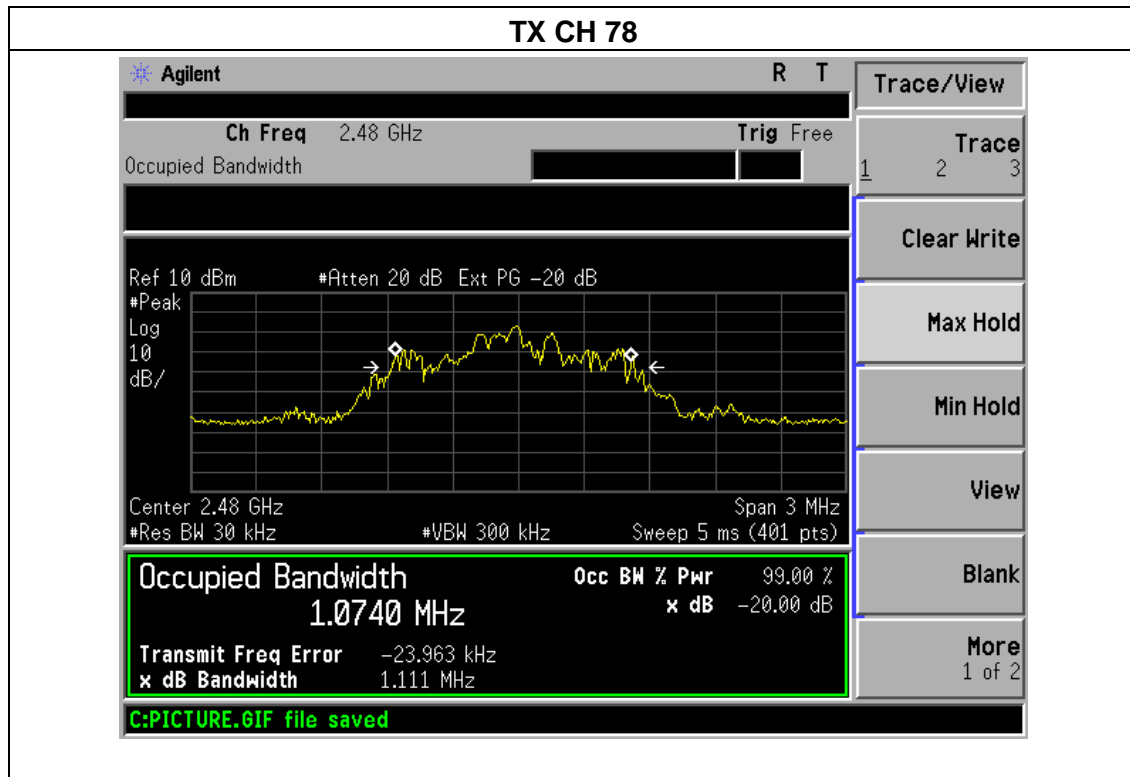 TX CH 78
Agilent R T
Trace/View
Ch Freq 2.48 GHz Trig Free
Occupied Bandwidth
Trace
1 2 3
Clear Write
Ref 10 dBm #Atten 20 dB Ext PG -20 dB
#Peak
Log
10
dB/
Max Hold
Min Hold
View
Center 2.48 GHz Span 3 MHz
#Res BW 30 kHz #VBW 300 kHz Sweep 5 ms (401 pts)
Occupied Bandwidth Occ BW % Pwr 99.00 %
1.0740 MHz x dB -20.00 dB
Blank
Transmit Freq Error -23.963 kHz
x dB Bandwidth 1.111 MHz
More
1 of 2
C:PICTURE.GIF file saved